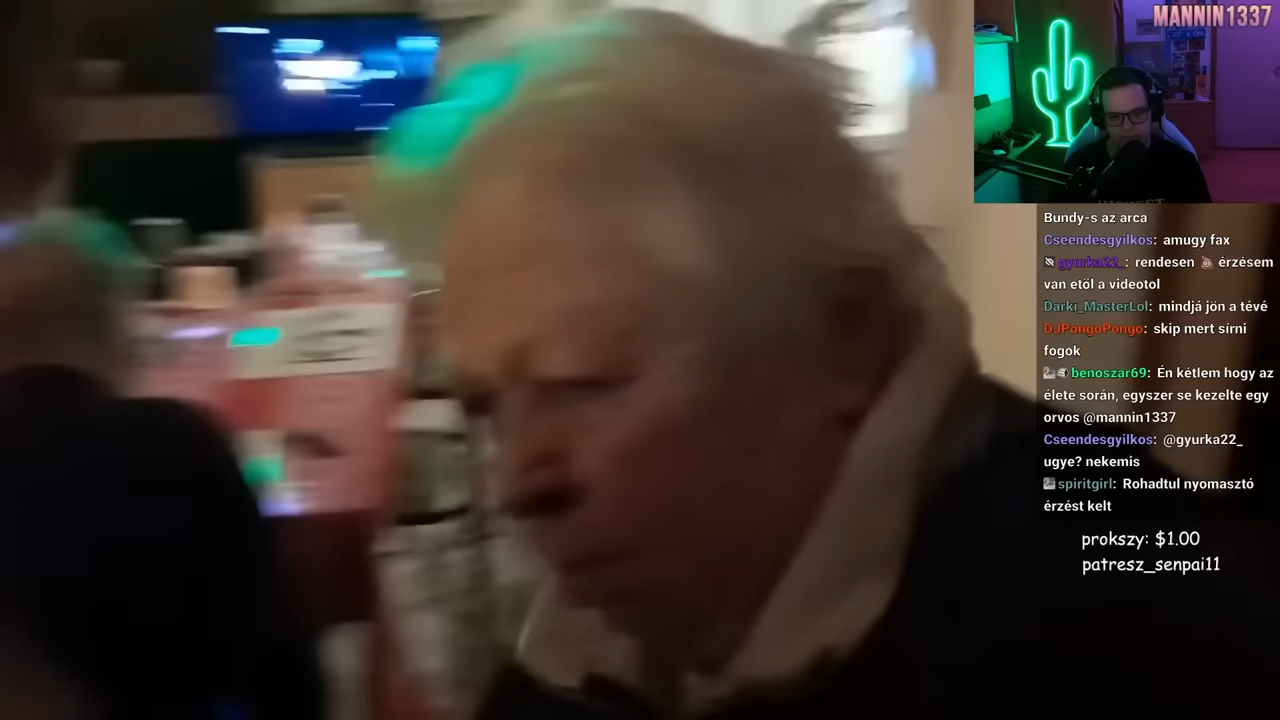 MANNIN1337
Bundy-s az arca
Cseendesgyilkos: amugy fax
gyurka22_: rendesen 💩 érzésem
van etöl a videotol
Darki_MasterLol: mindjá jön a tévé
DJPongoPongo: skip mert sírni
fogok
benoszar69: Én kétlem hogy az
élete során, egyszer se kezelte egy
orvos @mannin1337
Cseendesgyilkos: @gyurka22_
ugye? nekemis
spiritgirl: Rohadtul nyomasztó
érzést kelt
prokszy: $1.00
patresz_senpai11